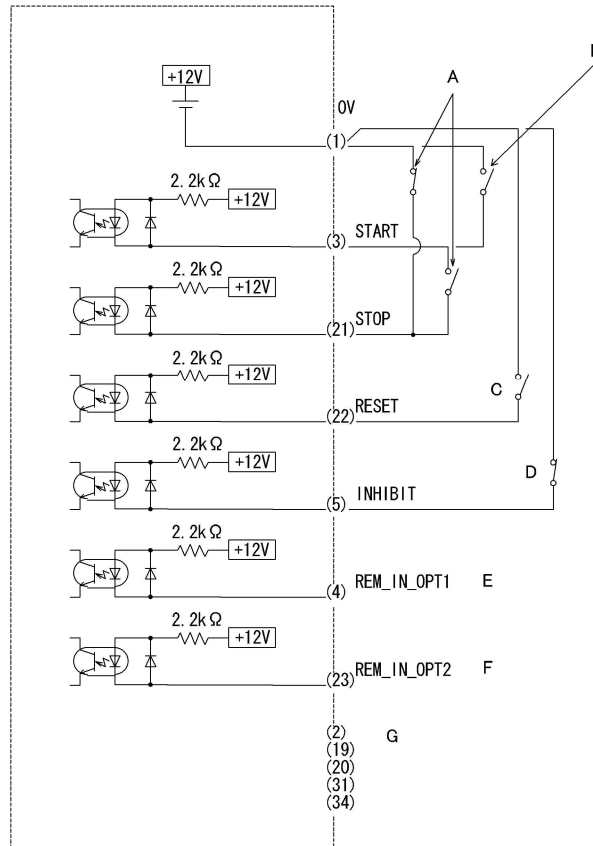 +12V
A
0V
(1)
2.2kΩ
+12V
(3) START
2.2kΩ
+12V
(21) STOP
2.2kΩ
+12V
C
(22) RESET
2.2kΩ
+12V
D
(5) INHIBIT
2.2kΩ
+12V
(4) REM_IN_OPT1 E
2.2kΩ
+12V
(23) REM_IN_OPT2 F
(2) G
(19)
(20)
(31)
(34)